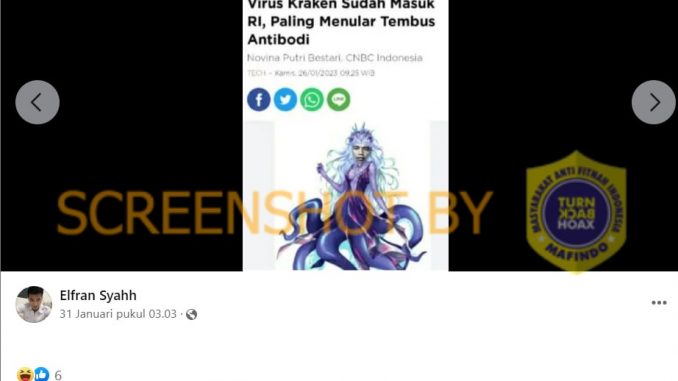 Virus Kraken Sudah Masuk
RI, Paling Menular Tembus
Antibodi
Novina Putri Bestari, CNBC Indonesia
TECH - Kamis, 26/01/2023 09:25 WIB
LINE
SCREENSHOT BY
MASYARAKAT ANTI FITNAH INDONESIA
TURN
BACK
HOAX
MAFINDO
Elfran Syahh
31 Januari pukul 03.03 ·
6